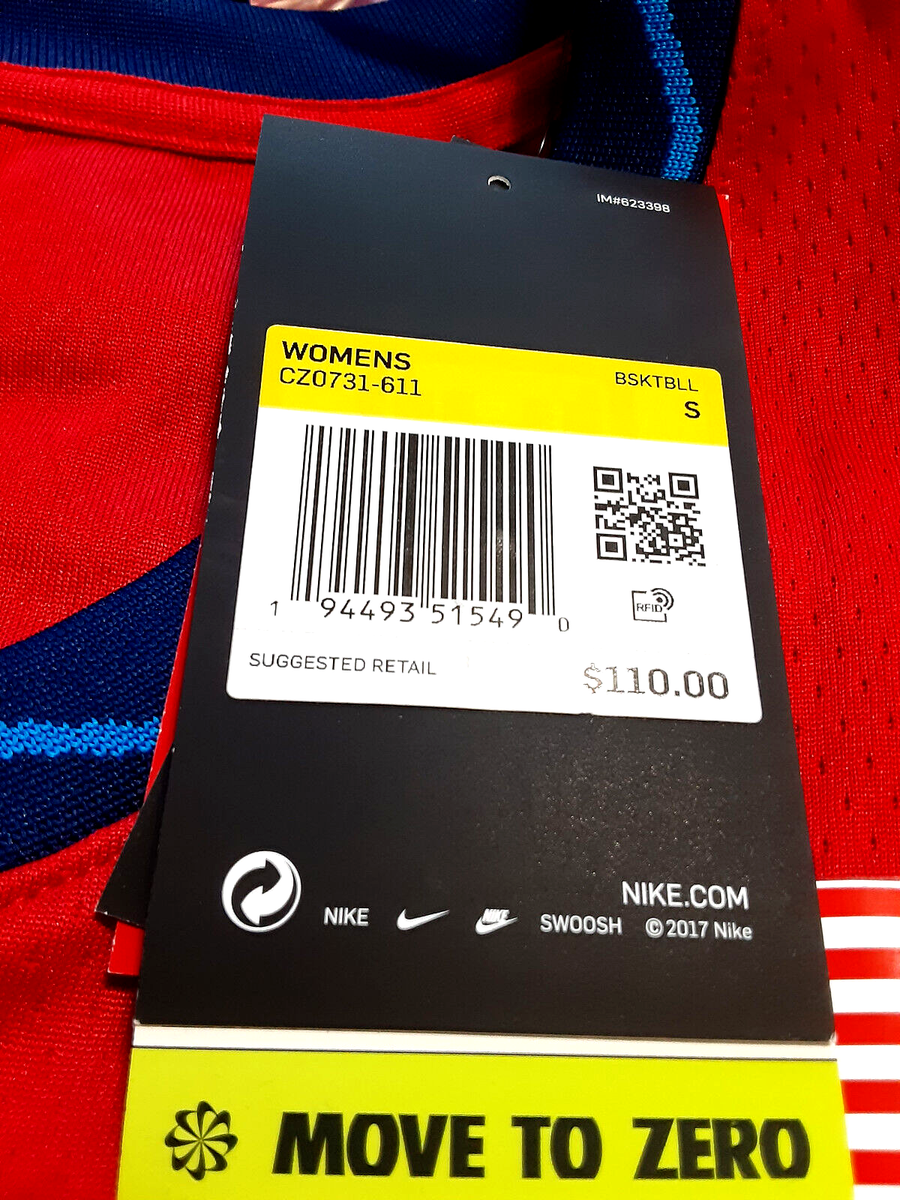 IM#623398
WOMENS
CZ0731-611
BSKTBLL
S
1 94493 51549 0
RFID
SUGGESTED RETAIL
$110.00
NIKE.COM
NIKE NIKE SWOOSH ©2017 Nike
MOVE TO ZERO